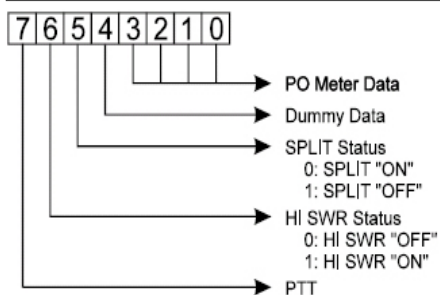 7 6 5 4 3 2 1 0
PO Meter Data
Dummy Data
SPLIT Status
0: SPLIT "ON"
1: SPLIT "OFF"
HI SWR Status
0: HI SWR "OFF"
1: HI SWR "ON"
PTT